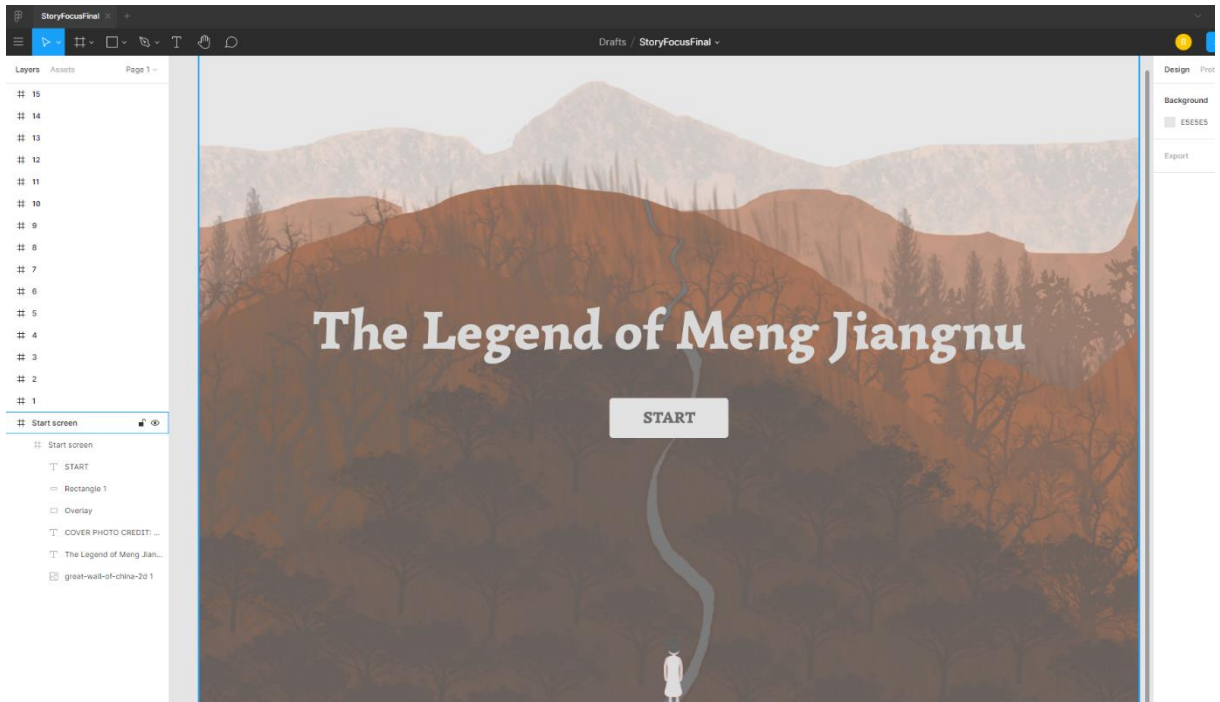 StoryFocusFinal
Drafts / StoryFocusFinal
Layers Assets Page 1
15
14
13
12
11
10
9
8
7
6
5
4
3
2
1
Start screen
Start screen
START
Rectangle 1
Overlay
COVER PHOTO CREDIT: ...
The Legend of Meng Jian...
great-wall-of-china-2d 1
The Legend of Meng Jiangnu
START
Design Prot
Background
E5E5E5
Export